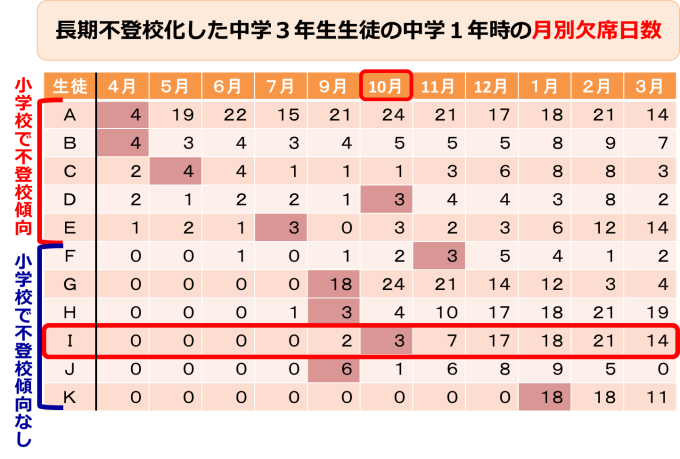 長期不登校化した中学３年生生徒の中学１年時の月別欠席日数
小学校で不登校傾向
小学校で不登校傾向なし
生徒 4月 5月 6月 7月 9月 10月 11月 12月 1月 2月 3月
A 4 19 22 15 21 24 21 17 18 21 14
B 4 3 4 3 4 5 5 5 8 9 7
C 2 4 4 1 1 1 3 6 8 8 3
D 2 1 2 2 1 3 4 4 3 8 2
E 1 2 1 3 0 3 2 3 6 12 14
F 0 0 1 0 1 2 3 5 4 1 2
G 0 0 0 0 18 24 21 14 12 3 4
H 0 0 0 1 3 4 10 17 18 21 19
I 0 0 0 0 2 3 7 17 18 21 14
J 0 0 0 0 6 1 6 8 9 5 0
K 0 0 0 0 0 0 0 0 18 18 11